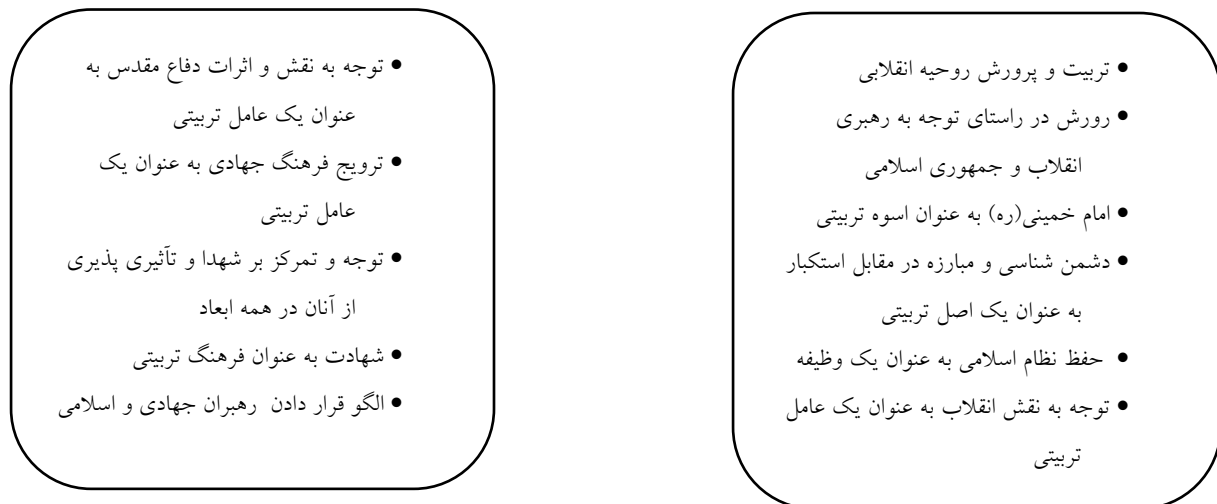 • تربیت و پرورش روحیه انقلابی
• رورش در راستای توجه به رهبری
انقلاب و جمهوری اسلامی
• امام خمینی(ره) به عنوان اسوه تربیتی
• دشمن شناسی و مبارزه در مقابل استکبار
به عنوان یک اصل تربیتی
• حفظ نظام اسلامی به عنوان یک وظیفه
• توجه به نقش انقلاب به عنوان یک عامل
تربیتی
• توجه به نقش و اثرات دفاع مقدس به
عنوان یک عامل تربیتی
• ترویج فرهنگ جهادی به عنوان یک
عامل تربیتی
• توجه و تمرکز بر شهدا و تآثیری پذیری
از آنان در همه ابعاد
• شهادت به عنوان فرهنگ تربیتی
• الگو قرار دادن رهبران جهادی و اسلامی